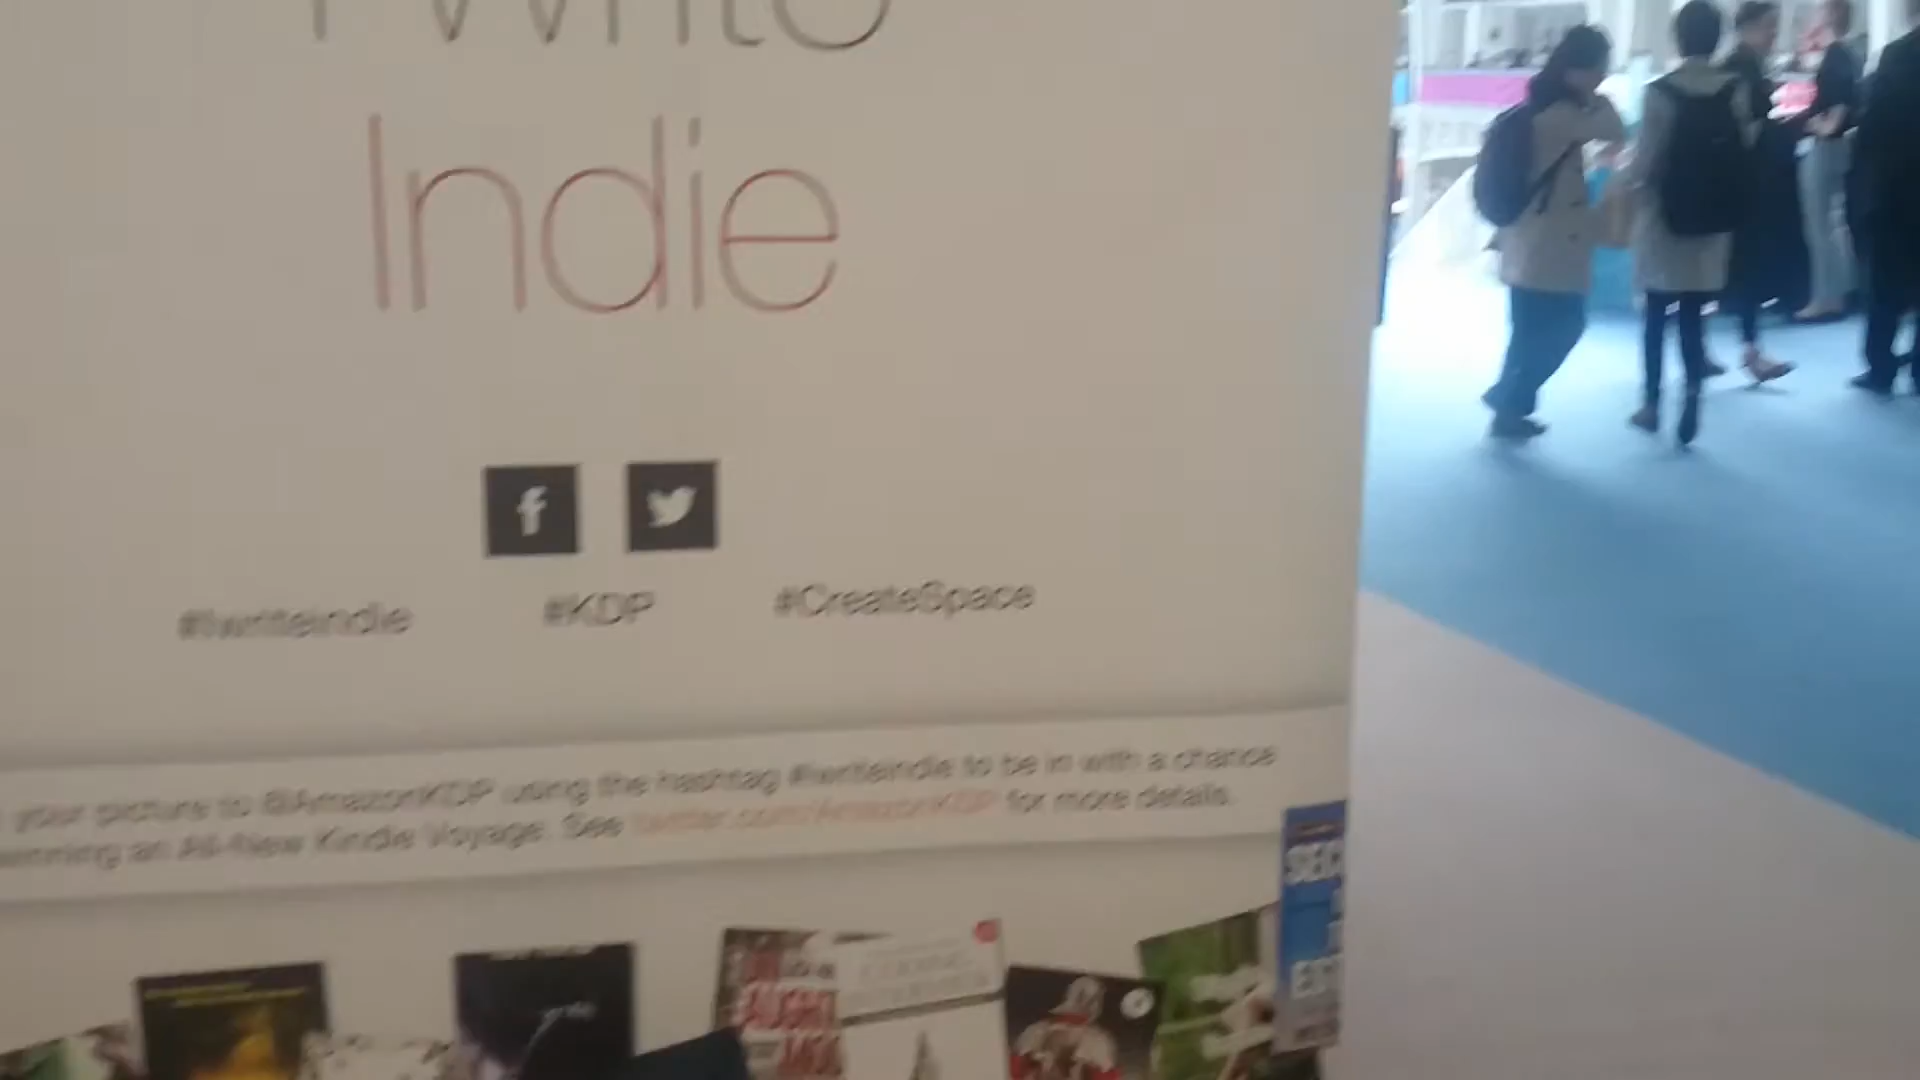 I Write
Indie
f
#Iwriteindie #KDP #CreateSpace
your picture to @AmazonKDP using the hashtag #Iwriteindie to be in with a chance
winning an All-New Kindle Voyage. See twitter.com/AmazonKDP for more details.